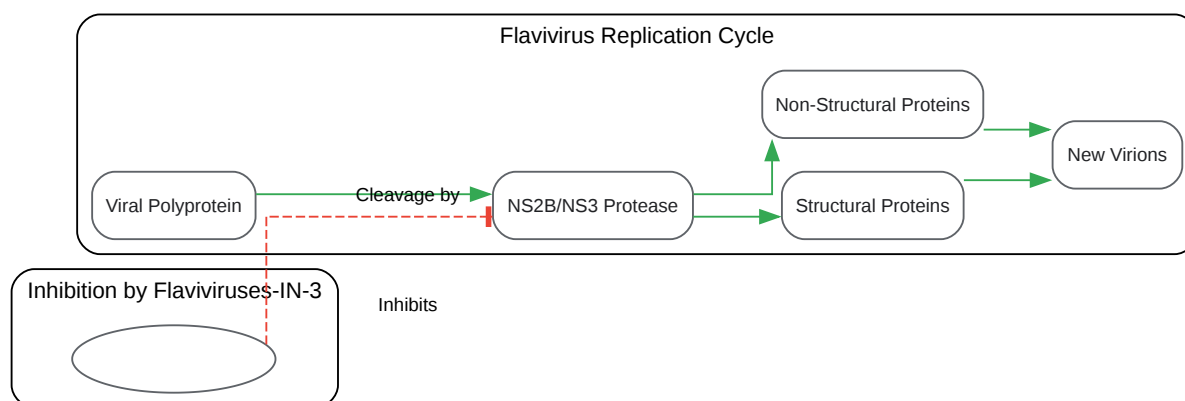 Flavivirus Replication Cycle
Non-Structural Proteins
New Virions
Viral Polyprotein
Cleavage by
NS2B/NS3 Protease
Structural Proteins
Inhibition by Flaviviruses-IN-3
Inhibits